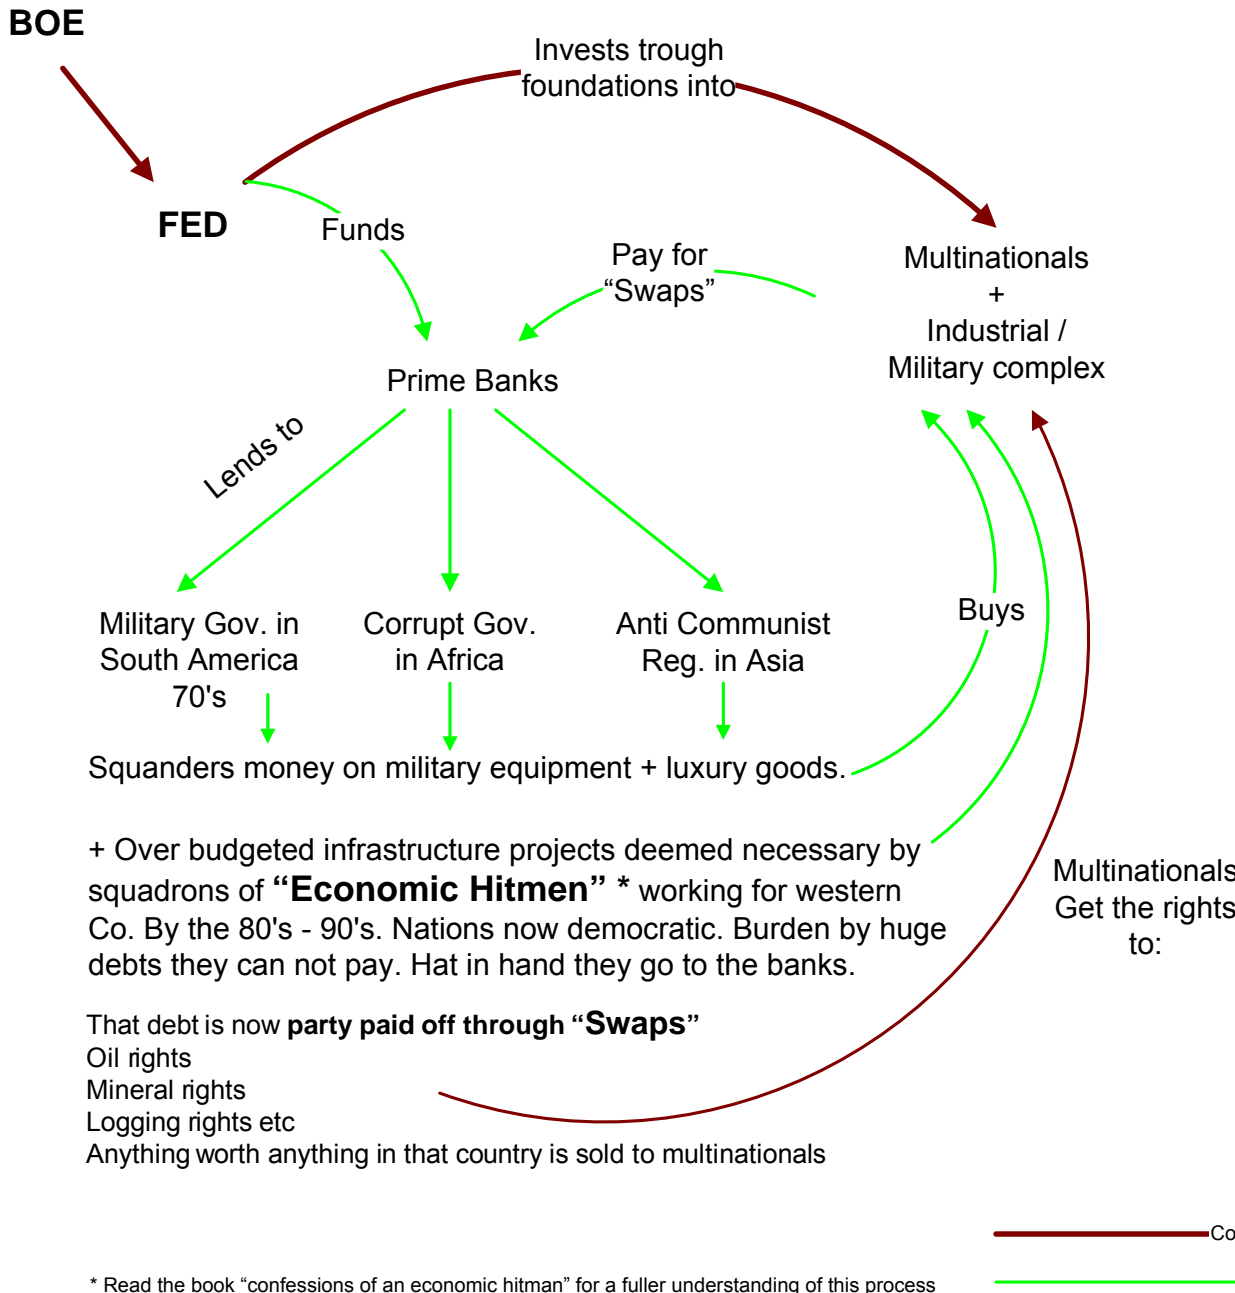 BOE
Invests trough
foundations into
FED
Funds
Pay for
“Swaps”
Multinationals
+
Industrial /
Military complex
Prime Banks
Lends to
Military Gov. in
South America
70's
Corrupt Gov.
in Africa
Anti Communist
Reg. in Asia
Buys
Squanders money on military equipment + luxury goods.
+ Over budgeted infrastructure projects deemed necessary by
squadrons of “Economic Hitmen” * working for western
Co. By the 80's - 90's. Nations now democratic. Burden by huge
debts they can not pay. Hat in hand they go to the banks.
Multinationals
Get the rights
to:
That debt is now party paid off through “Swaps”
Oil rights
Mineral rights
Logging rights etc
Anything worth anything in that country is sold to multinationals
Co
* Read the book “confessions of an economic hitman” for a fuller understanding of this process